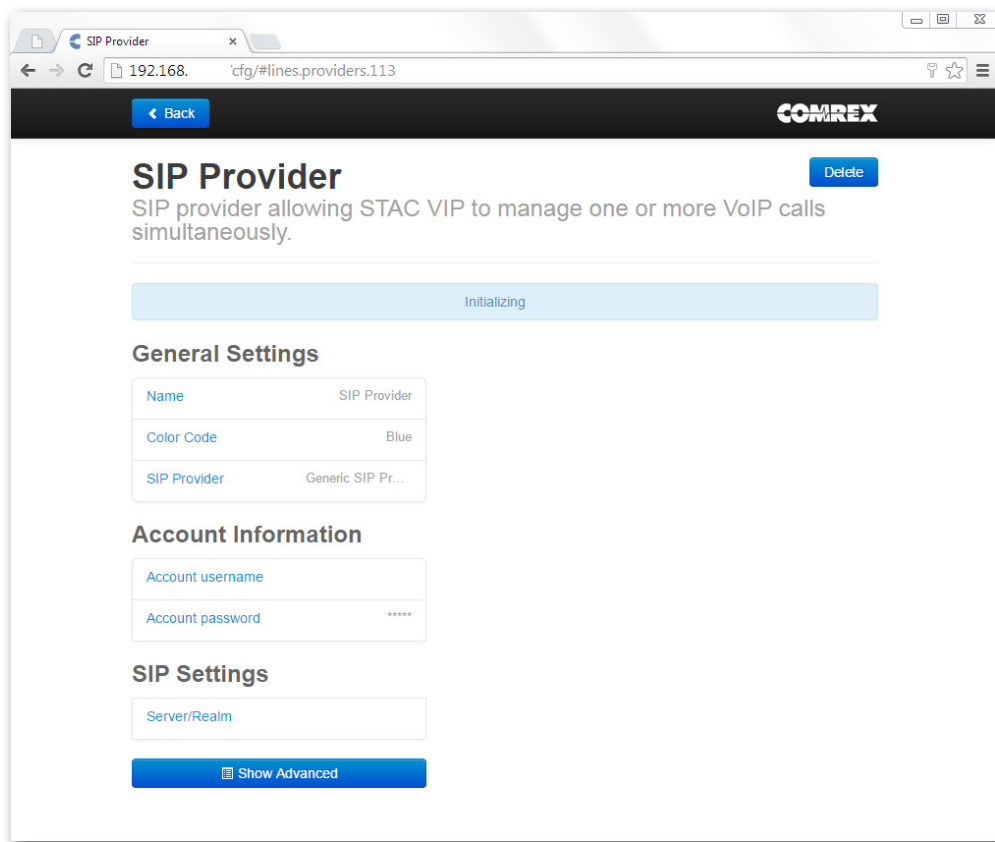 SIP Provider
192.168. 'cfg/#lines.providers.113
Back
COMREX
SIP Provider
Delete
SIP provider allowing STAC VIP to manage one or more VoIP calls
simultaneously.
Initializing
General Settings
Name SIP Provider
Color Code Blue
SIP Provider Generic SIP Pr...
Account Information
Account username
Account password *****
SIP Settings
Server/Realm
Show Advanced